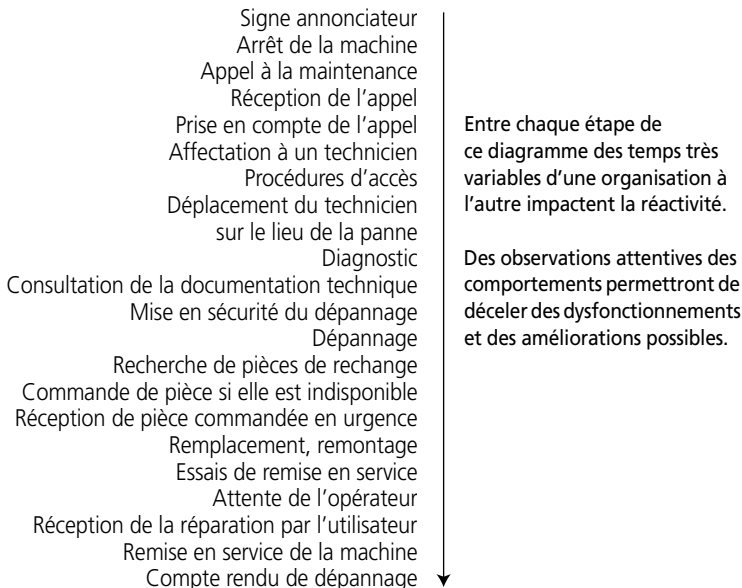 Signe annonciateur
Arrêt de la machine
Appel à la maintenance
Réception de l’appel
Prise en compte de l’appel
Affectation à un technicien
Procédures d’accès
Déplacement du technicien
sur le lieu de la panne
Diagnostic
Consultation de la documentation technique
Mise en sécurité du dépannage
Dépannage
Recherche de pièces de rechange
Commande de pièce si elle est indisponible
Réception de pièce commandée en urgence
Remplacement, remontage
Essais de remise en service
Attente de l’opérateur
Réception de la réparation par l’utilisateur
Remise en service de la machine
Compte rendu de dépannage
Entre chaque étape de
ce diagramme des temps très
variables d’une organisation à
l’autre impactent la réactivité.
Des observations attentives des
comportements permettront de
déceler des dysfonctionnements
et des améliorations possibles.